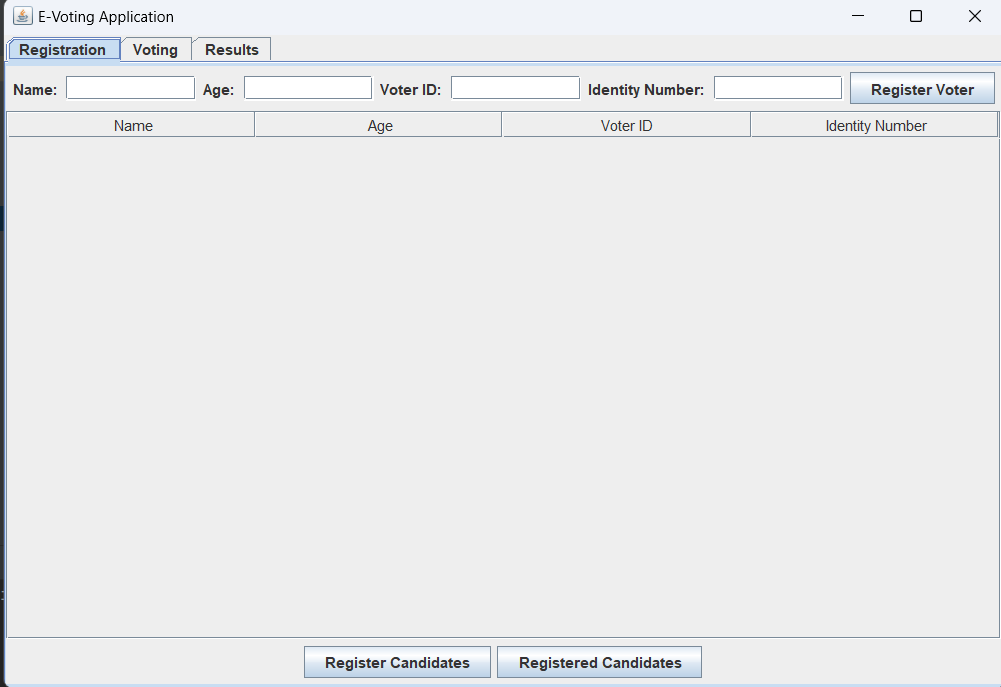 E-Voting Application
Registration Voting Results
Name: Age: Voter ID: Identity Number: Register Voter
Name Age Voter ID Identity Number
Register Candidates Registered Candidates